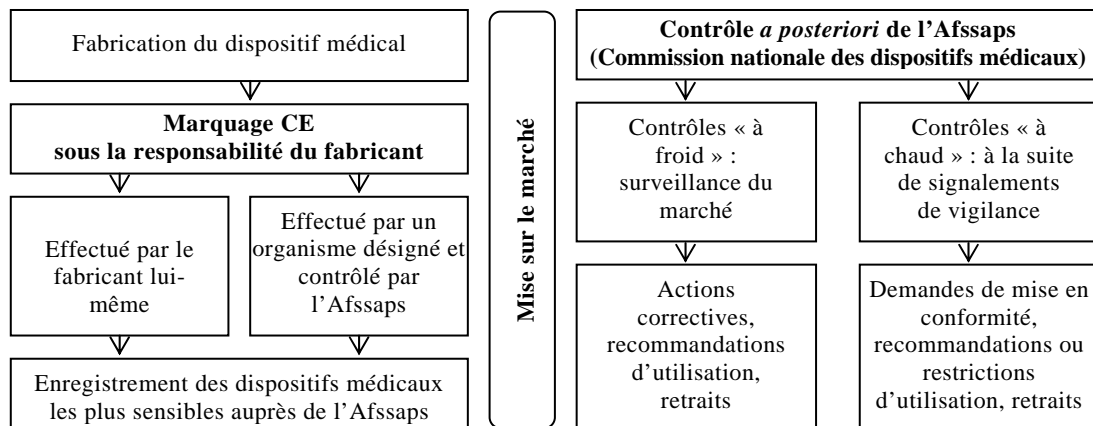 Fabrication du dispositif médical
Marquage CE
sous la responsabilité du fabricant
Effectué par le
fabricant lui-
même
Effectué par un
organisme désigné et
contrôlé par
l’Afssaps
Enregistrement des dispositifs médicaux
les plus sensibles auprès de l’Afssaps
Mise sur le marché
Contrôle a posteriori de l’Afssaps
(Commission nationale des dispositifs médicaux)
Contrôles « à
froid » :
surveillance du
marché
Contrôles « à
chaud » : à la suite
de signalements
de vigilance
Actions
correctives,
recommandations
d’utilisation,
retraits
Demandes de mise en
conformité,
recommandations ou
restrictions
d’utilisation, retraits